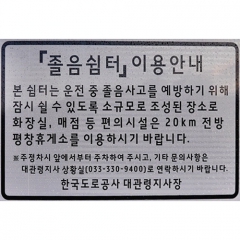 「졸음쉼터」이용안내
본 쉼터는 운전 중 졸음사고를 예방하기 위해
잠시 쉴 수 있도록 소규모로 조성된 장소로
화장실, 매점 등 편의시설은 20km 전방
평창휴게소를 이용하시기 바랍니다.
※주정차시 앞에서부터 주차하여 주시고, 기타 문의사항은
대관령지사 상황실(033-330-9400)로 연락하시기 바랍니다.
한국도로공사 대관령지사장